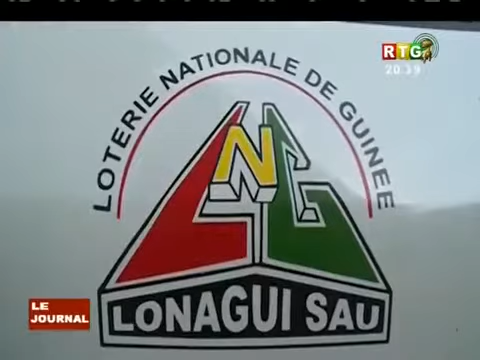 RTG
20:39
LOTERIE NATIONALE DE GUINEE
LNG
LONAGUI SAU
LE
JOURNAL